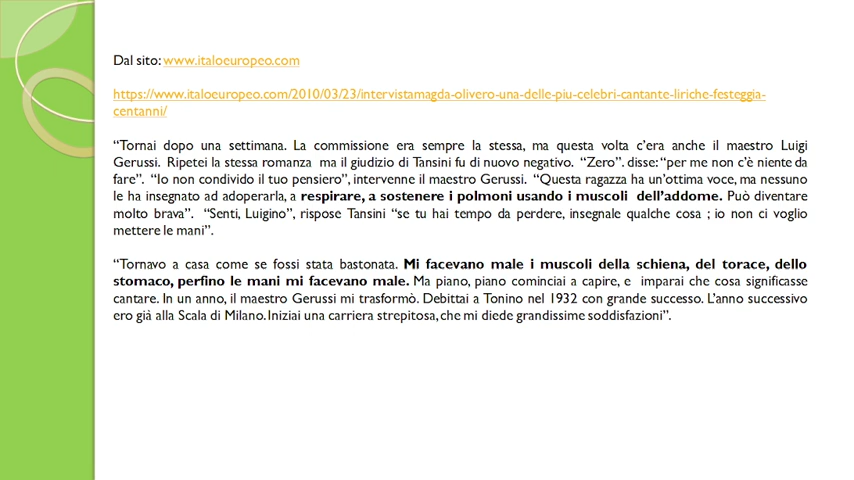 Dal sito: www.italoeuropeo.com
https://www.italoeuropeo.com/2010/03/23/intervistamagda-olivero-una-delle-piu-celebri-cantante-liriche-festeggia-
centanni/
“Tornai dopo una settimana. La commissione era sempre la stessa, ma questa volta c’era anche il maestro Luigi
Gerussi. Ripetei la stessa romanza ma il giudizio di Tansini fu di nuovo negativo. “Zero”. disse: “per me non c’è niente da
fare”. “Io non condivido il tuo pensiero”, intervenne il maestro Gerussi. “Questa ragazza ha un’ottima voce, ma nessuno
le ha insegnato ad adoperarla, a respirare, a sostenere i polmoni usando i muscoli dell’addome. Può diventare
molto brava”. “Senti, Luigino”, rispose Tansini “se tu hai tempo da perdere, insegnale qualche cosa ; io non ci voglio
mettere le mani”.
“Tornavo a casa come se fossi stata bastonata. Mi facevano male i muscoli della schiena, del torace, dello
stomaco, perfino le mani mi facevano male. Ma piano, piano cominciai a capire, e imparai che cosa significasse
cantare. In un anno, il maestro Gerussi mi trasformò. Debittai a Tonino nel 1932 con grande successo. L’anno successivo
ero già alla Scala di Milano. Iniziai una carriera strepitosa, che mi diede grandissime soddisfazioni”.